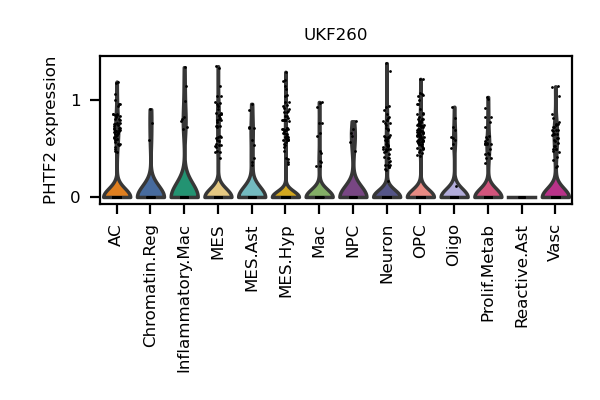 UKF260
PHTF2 expression
1
0
AC
Chromatin.Reg
Inflammatory.Mac
MES
MES.Ast
MES.Hyp
Mac
NPC
Neuron
OPC
Oligo
Prolif.Metab
Reactive.Ast
Vasc